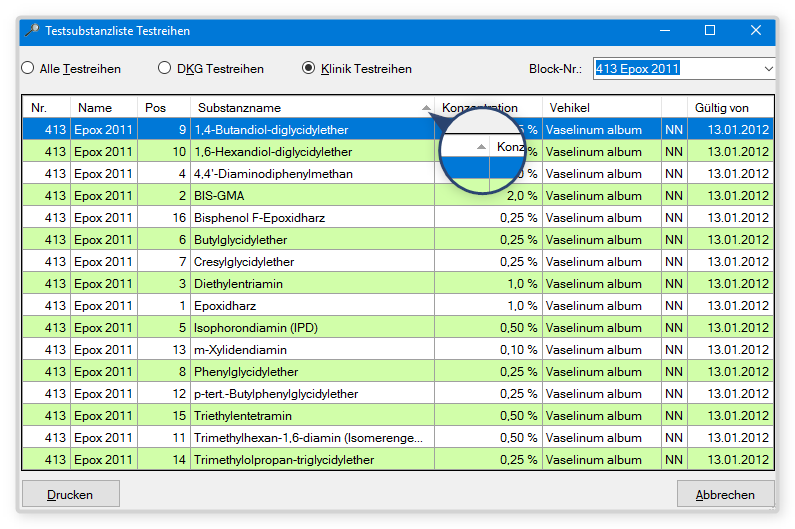 Testsubstanzliste Testreihen
Alle Testreihen DKG Testreihen Klinik Testreihen Block-Nr.: 413 Epox 2011
Nr. Name Pos Substanzname Konzentration Vehikel Gültig von
413 Epox 2011 9 1,4-Butandiol-diglycidylether 5 % Vaselinum album NN 13.01.2012
413 Epox 2011 10 1,6-Hexandiol-diglycidylether Konz % Vaselinum album NN 13.01.2012
413 Epox 2011 4 4,4'-Diaminodiphenylmethan % Vaselinum album NN 13.01.2012
413 Epox 2011 2 BIS-GMA 2,0 % Vaselinum album NN 13.01.2012
413 Epox 2011 16 Bisphenol F-Epoxidharz 0,25 % Vaselinum album NN 13.01.2012
413 Epox 2011 6 Butylglycidylether 0,25 % Vaselinum album NN 13.01.2012
413 Epox 2011 7 Cresylglycidylether 0,25 % Vaselinum album NN 13.01.2012
413 Epox 2011 3 Diethylentriamin 1,0 % Vaselinum album NN 13.01.2012
413 Epox 2011 1 Epoxidharz 1,0 % Vaselinum album NN 13.01.2012
413 Epox 2011 5 Isophorondiamin (IPD) 0,50 % Vaselinum album NN 13.01.2012
413 Epox 2011 13 m-Xylidendiamin 0,10 % Vaselinum album NN 13.01.2012
413 Epox 2011 8 Phenylglycidylether 0,25 % Vaselinum album NN 13.01.2012
413 Epox 2011 12 p-tert.-Butylphenylglycidylether 0,25 % Vaselinum album NN 13.01.2012
413 Epox 2011 15 Triethylentetramin 0,50 % Vaselinum album NN 13.01.2012
413 Epox 2011 11 Trimethylhexan-1,6-diamin (Isomerenge... 0,50 % Vaselinum album NN 13.01.2012
413 Epox 2011 14 Trimethylolpropan-triglycidylether 0,25 % Vaselinum album NN 13.01.2012
Drucken Abbrechen